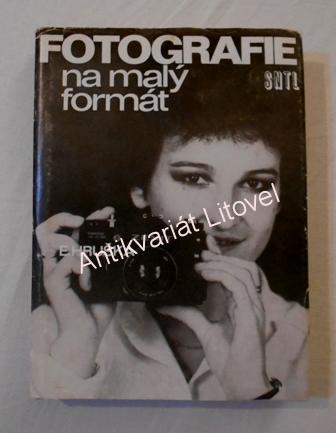 FOTOGRAFIE
na malý
formát
SNTL
Antikvariát Litovel